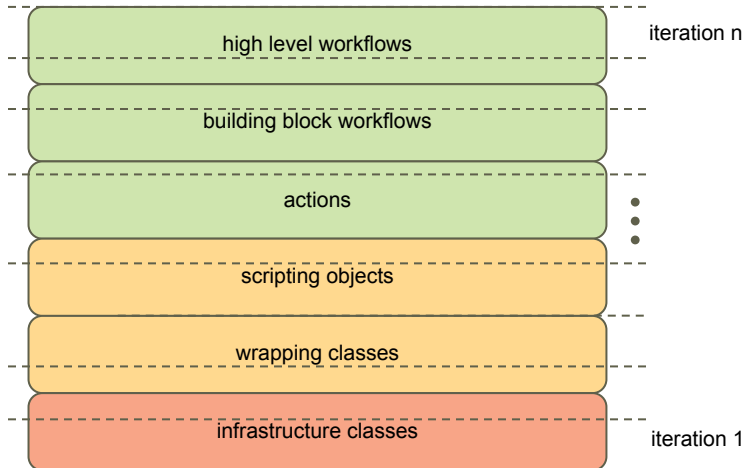 high level workflows
iteration n
building block workflows
actions
scripting objects
wrapping classes
infrastructure classes
iteration 1